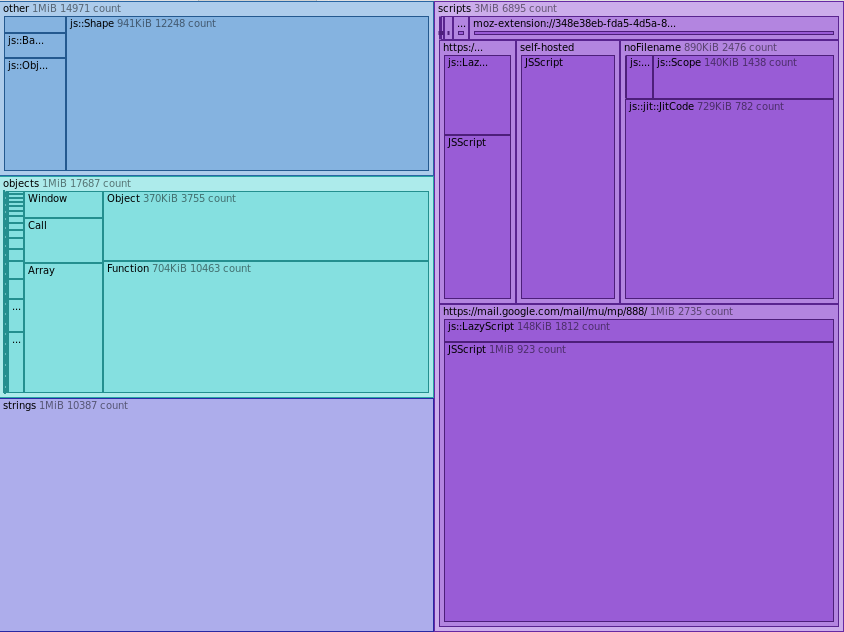 other 1MiB 14971 count
js::Shape 941KiB 12248 count
js::Ba...
js::Obj...
objects 1MiB 17687 count
Window
Object 370KiB 3755 count
Call
Array
Function 704KiB 10463 count
...
...
strings 1MiB 10387 count
scripts 3MiB 6895 count
...
moz-extension://348e38eb-fda5-4d5a-8...
https:/...
js::Laz...
JSScript
self-hosted
JSScript
noFilename 890KiB 2476 count
js:...
js::Scope 140KiB 1438 count
js::jit::JitCode 729KiB 782 count
https://mail.google.com/mail/mu/mp/888/ 1MiB 2735 count
js::LazyScript 148KiB 1812 count
JSScript 1MiB 923 count